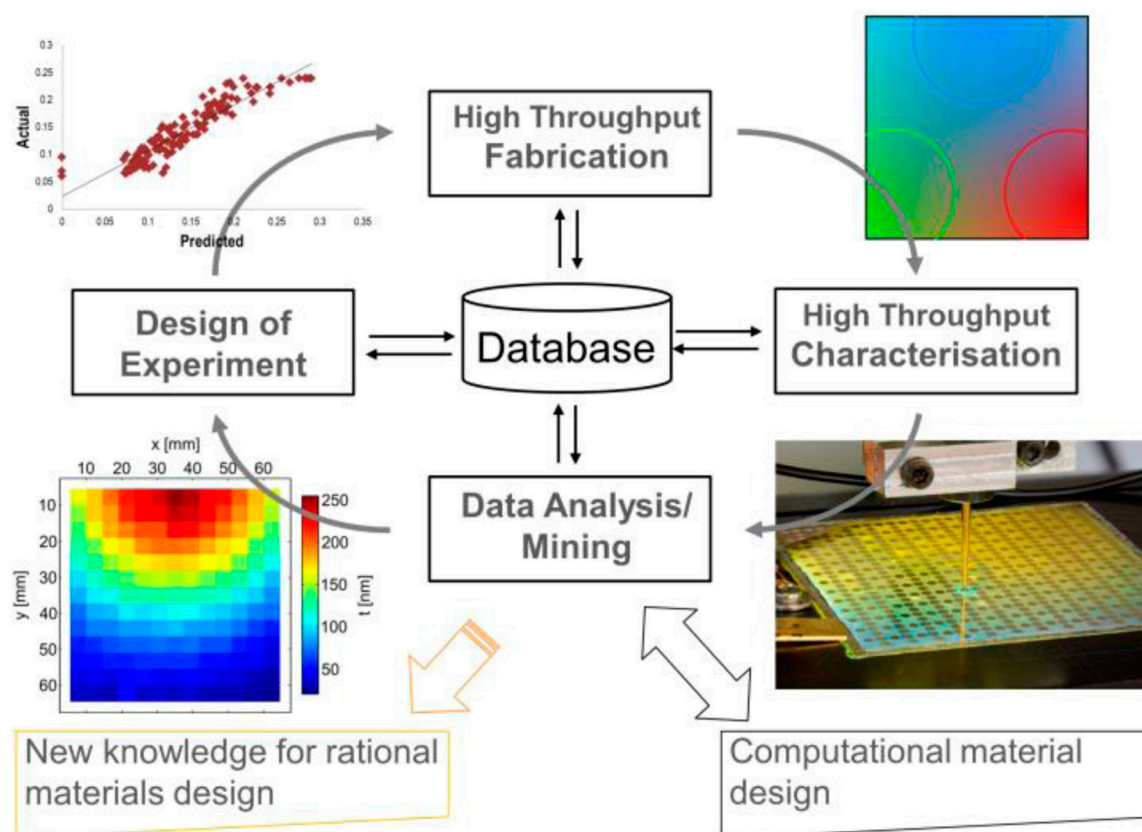 0.3
0.25
0.2
0.15
0.1
0.05
0
Actual
0 0.05 0.1 0.15 0.2 0.25 0.3 0.35
Predicted
High Throughput
Fabrication
Design of
Experiment
Database
High Throughput
Characterisation
Data Analysis/
Mining
x [mm]
10 20 30 40 50 60
10
20
30
40
50
60
y [mm]
250
200
150
100
50
t [nm]
New knowledge for rational
materials design
Computational material
design